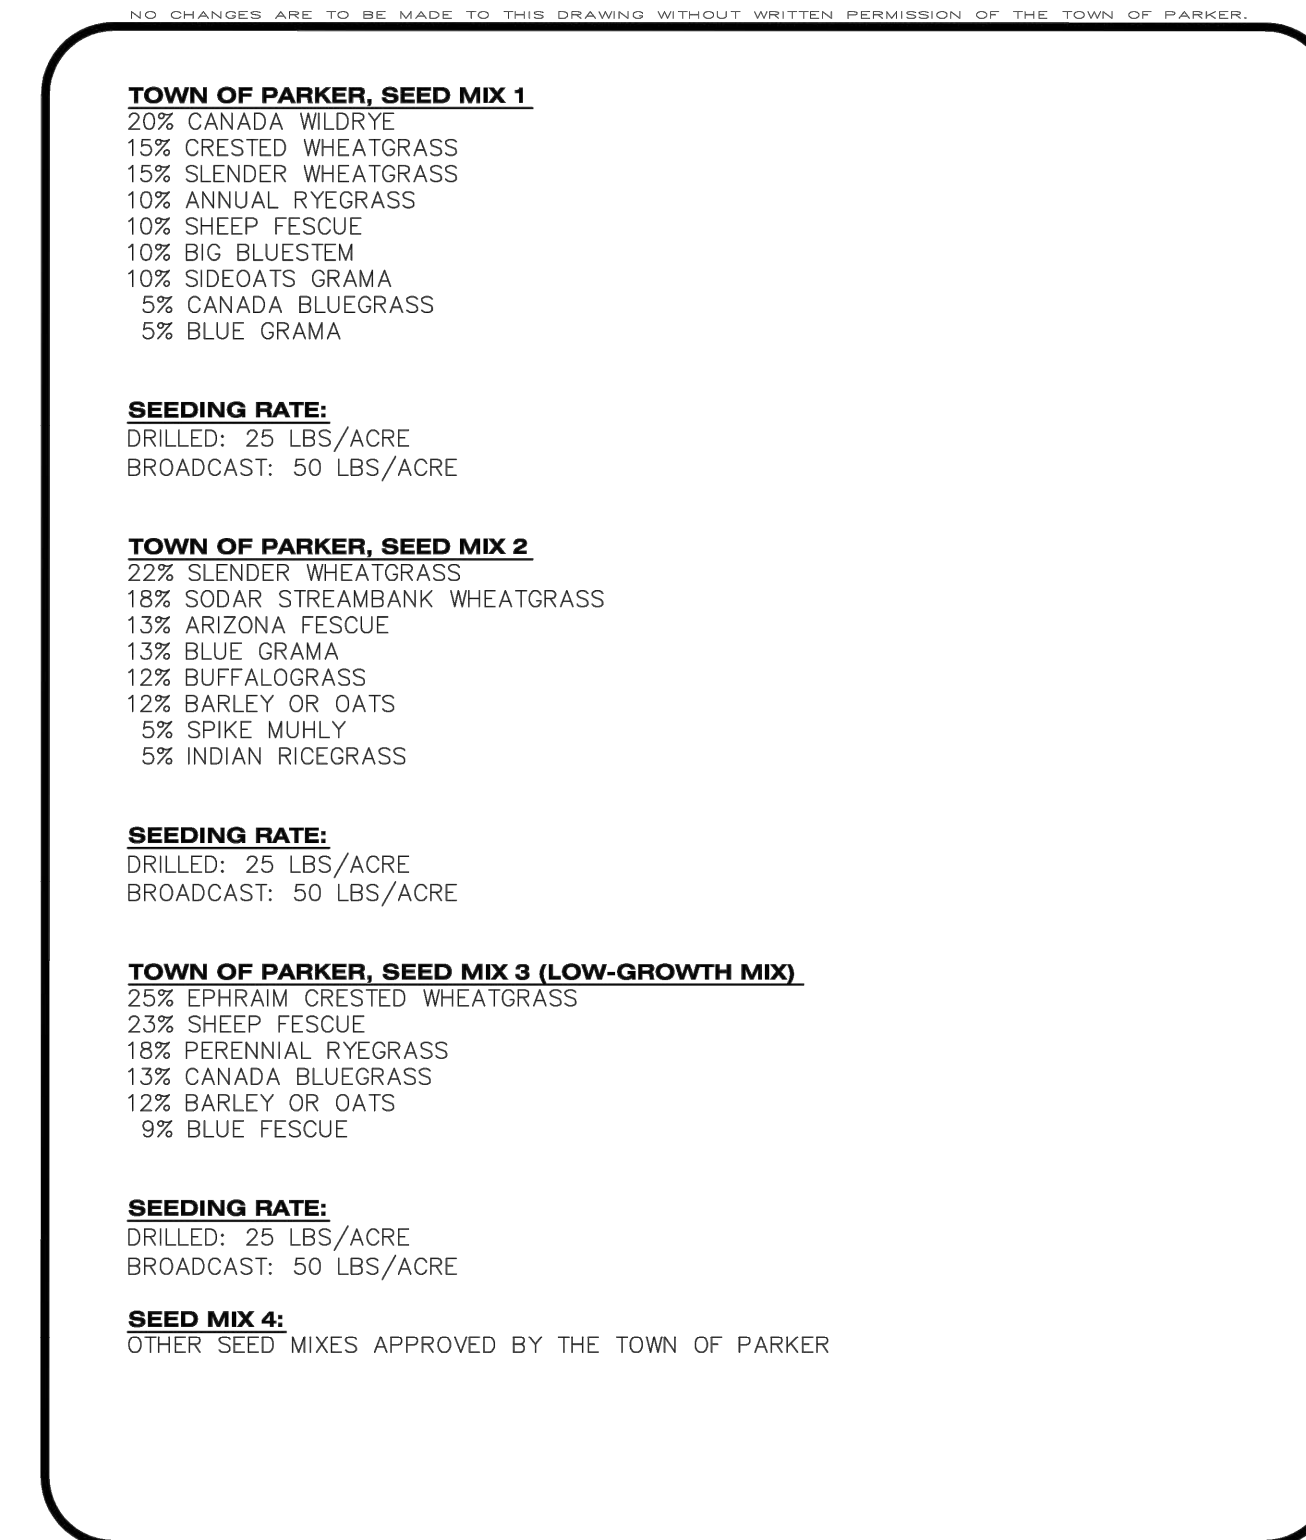 NO CHANGES ARE TO BE MADE TO THIS DRAWING WITHOUT WRITTEN PERMISSION OF THE TOWN OF PARKER.
TOWN OF PARKER, SEED MIX 1
20% CANADA WILDRYE
15% CRESTED WHEATGRASS
15% SLENDER WHEATGRASS
10% ANNUAL RYEGRASS
10% SHEEP FESCUE
10% BIG BLUESTEM
10% SIDEOATS GRAMA
5% CANADA BLUEGRASS
5% BLUE GRAMA
SEEDING RATE:
DRILLED: 25 LBS/ACRE
BROADCAST: 50 LBS/ACRE
TOWN OF PARKER, SEED MIX 2
22% SLENDER WHEATGRASS
18% SODAR STREAMBANK WHEATGRASS
13% ARIZONA FESCUE
13% BLUE GRAMA
12% BUFFALOGRASS
12% BARLEY OR OATS
5% SPIKE MUHLY
5% INDIAN RICEGRASS
SEEDING RATE:
DRILLED: 25 LBS/ACRE
BROADCAST: 50 LBS/ACRE
TOWN OF PARKER, SEED MIX 3 (LOW-GROWTH MIX)
25% EPHRAIM CRESTED WHEATGRASS
23% SHEEP FESCUE
18% PERENNIAL RYEGRASS
13% CANADA BLUEGRASS
12% BARLEY OR OATS
9% BLUE FESCUE
SEEDING RATE:
DRILLED: 25 LBS/ACRE
BROADCAST: 50 LBS/ACRE
SEED MIX 4:
OTHER SEED MIXES APPROVED BY THE TOWN OF PARKER